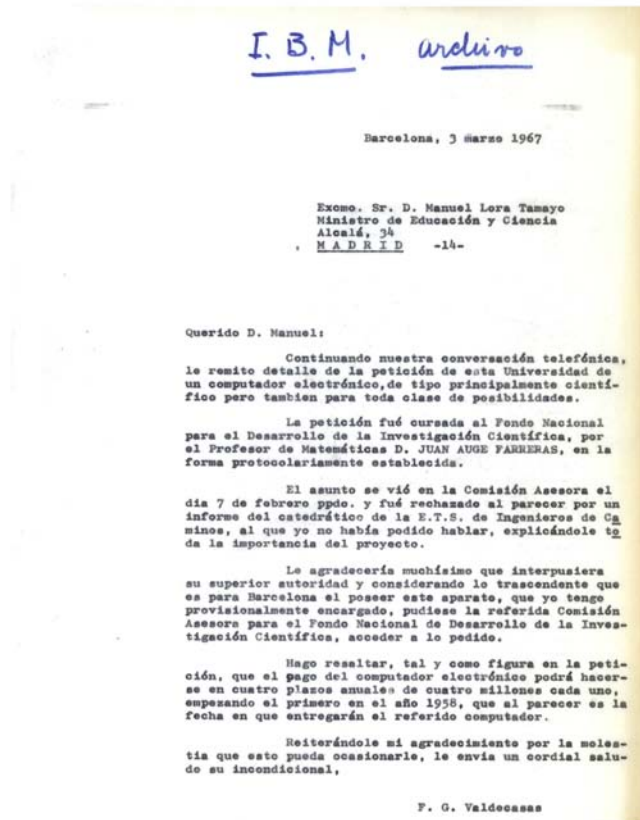 I.B.M. archivo
Barcelona, 3 marzo 1967
Excmo. Sr. D. Manuel Lora Tamayo
Ministro de Educación y Ciencia
Alcalá, 34
MADRID -14-
Querido D. Manuel:
Continuando nuestra conversación telefónica,
le remito detalle de la petición de esta Universidad de
un computador electrónico,de tipo principalmente cientí-
fico pero tambien para toda clase de posibilidades.
La petición fué cursada al Fondo Nacional
para el Desarrollo de la Investigación Científica, por
el Profesor de Matemáticas D. JUAN AUGE FARRERAS, en la
forma protocolariamente establecida.
El asunto se vió en la Comisión Asesora el
dia 7 de febrero ppdo. y fué rechazado al parecer por un
informe del catedrático de la E.T.S. de Ingenieros de Ca
minos, al que yo no había podido hablar, explicándole to
da la importancia del proyecto.
Le agradecería muchísimo que interpusiera
su superior autoridad y considerando lo trascendente que
es para Barcelona el poseer este aparato, que yo tengo
provisionalmente encargado, pudiese la referida Comisión
Asesora para el Fondo Nacional de Desarrollo de la Inves-
tigación Científica, acceder a lo pedido.
Hago resaltar, tal y como figura en la peti-
ción, que el pago del computador electrónico podrá hacer-
se en cuatro plazos anuales de cuatro millones cada uno,
empezando el primero en el año 1958, que al parecer es la
fecha en que entregarán el referido computador.
Reiterándole mi agradecimiento por la moles-
tia que esto pueda ocasionarle, le envia un cordial salu-
do su incondicional,
F. G. Valdecasas